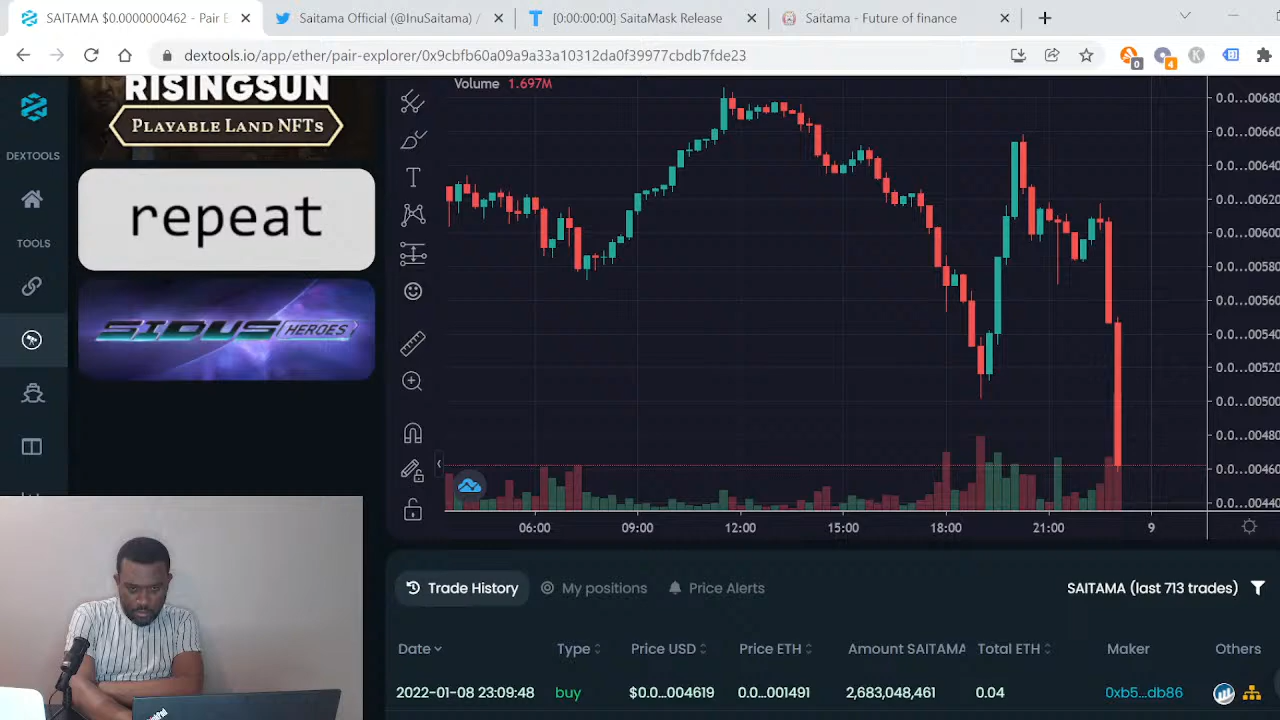 SAITAMA $0.0000000462 - Pair E
Saitama Official (@InuSaitama /
[0:00:00:00] SaitaMask Release
Saitama - Future of finance
dextools.io/app/ether/pair-explorer/0x9cbfb60a09a9a33a10312da0f39977cbdb7fde23
0
4
K
DEXTOOLS
TOOLS
RISINGSUN
PLAYABLE LAND NFTs
repeat
SIDUS HEROES
Volume 1.697M
0.0...00680
0.0...00660
0.0...00640
0.0...00620
0.0...00600
0.0...00580
0.0...00560
0.0...00540
0.0...00520
0.0...00500
0.0...00480
0.0...00460
0.0...00440
06:00 09:00 12:00 15:00 18:00 21:00 9
Trade History My positions Price Alerts SAITAMA (last 713 trades)
Date Type Price USD Price ETH Amount SAITAMA Total ETH Maker Others
2022-01-08 23:09:48 buy $0.0...004619 0.0...001491 2,683,048,461 0.04 0xb5...db86